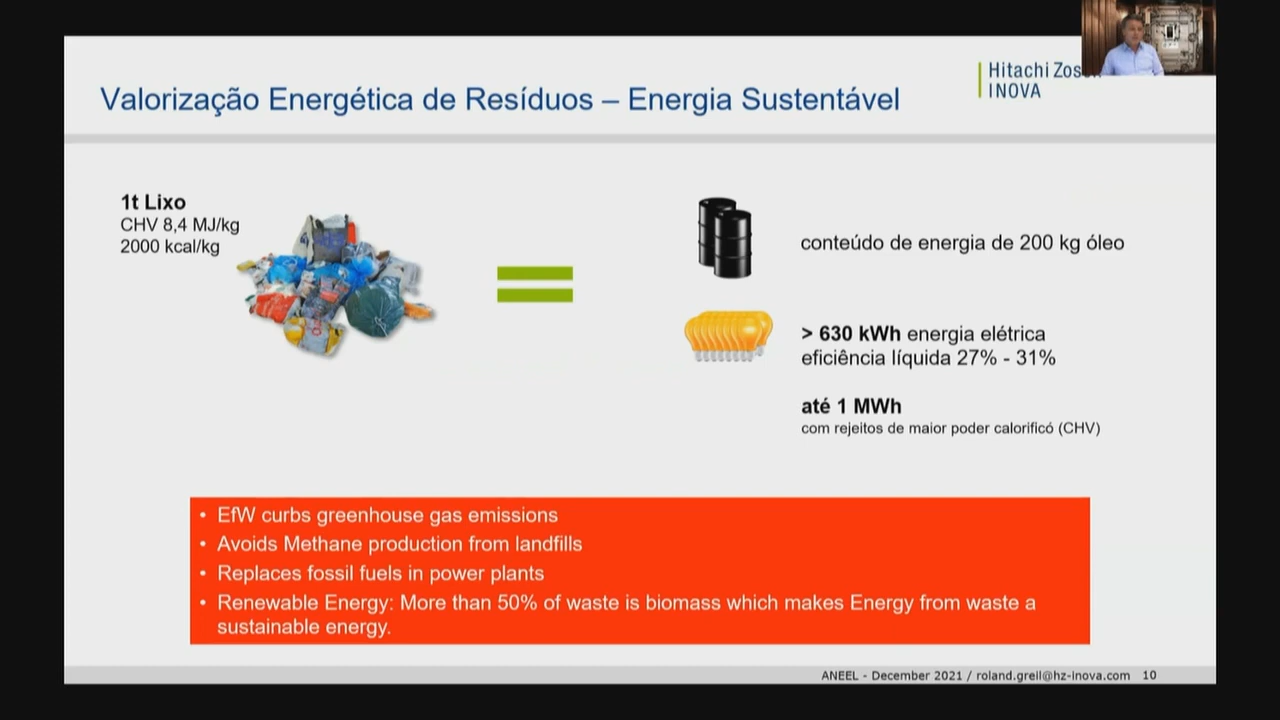 Valorização Energética de Resíduos – Energia Sustentável
Hitachi
INOVA
1t Lixo
CHV 8,4 MJ/kg
2000 kcal/kg
conteúdo de energia de 200 kg óleo
> 630 kWh energia elétrica
eficiência líquida 27% - 31%
até 1 MWh
com rejeitos de maior poder calorificó (CHV)
• EfW curbs greenhouse gas emissions
• Avoids Methane production from landfills
• Replaces fossil fuels in power plants
• Renewable Energy: More than 50% of waste is biomass which makes Energy from waste a
sustainable energy.
ANEEL - December 2021 / roland.greil@hz-inova.com 10